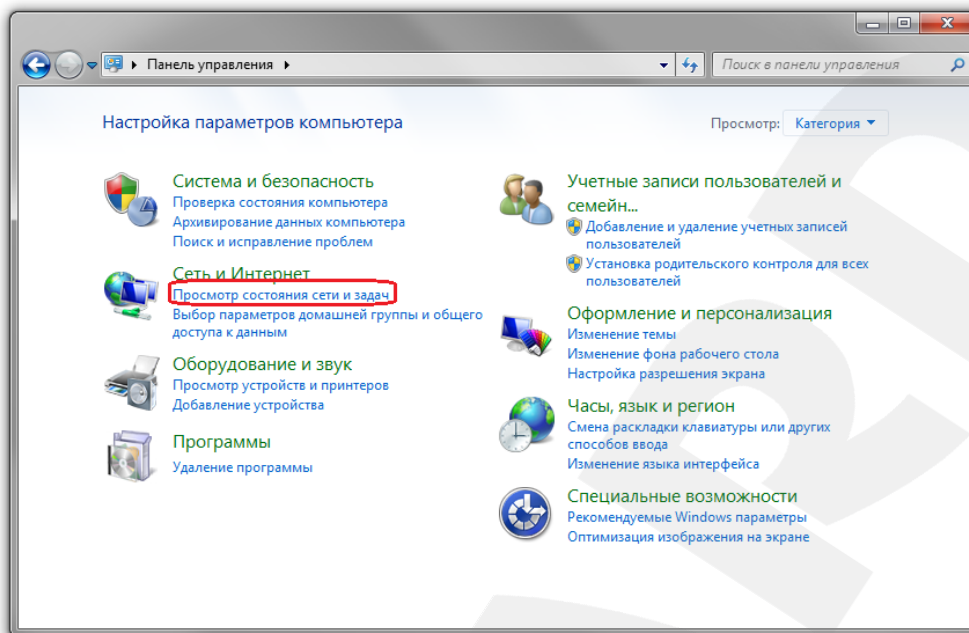 Панель управления
Поиск в панели управления
Настройка параметров компьютера
Просмотр: Категория
Система и безопасность
Проверка состояния компьютера
Архивирование данных компьютера
Поиск и исправление проблем
Сеть и Интернет
Просмотр состояния сети и задач
Выбор параметров домашней группы и общего
доступа к данным
Оборудование и звук
Просмотр устройств и принтеров
Добавление устройства
Программы
Удаление программы
Учетные записи пользователей и
семейн...
Добавление и удаление учетных записей
пользователей
Установка родительского контроля для всех
пользователей
Оформление и персонализация
Изменение темы
Изменение фона рабочего стола
Настройка разрешения экрана
Часы, язык и регион
Смена раскладки клавиатуры или других
способов ввода
Изменение языка интерфейса
Специальные возможности
Рекомендуемые Windows параметры
Оптимизация изображения на экране